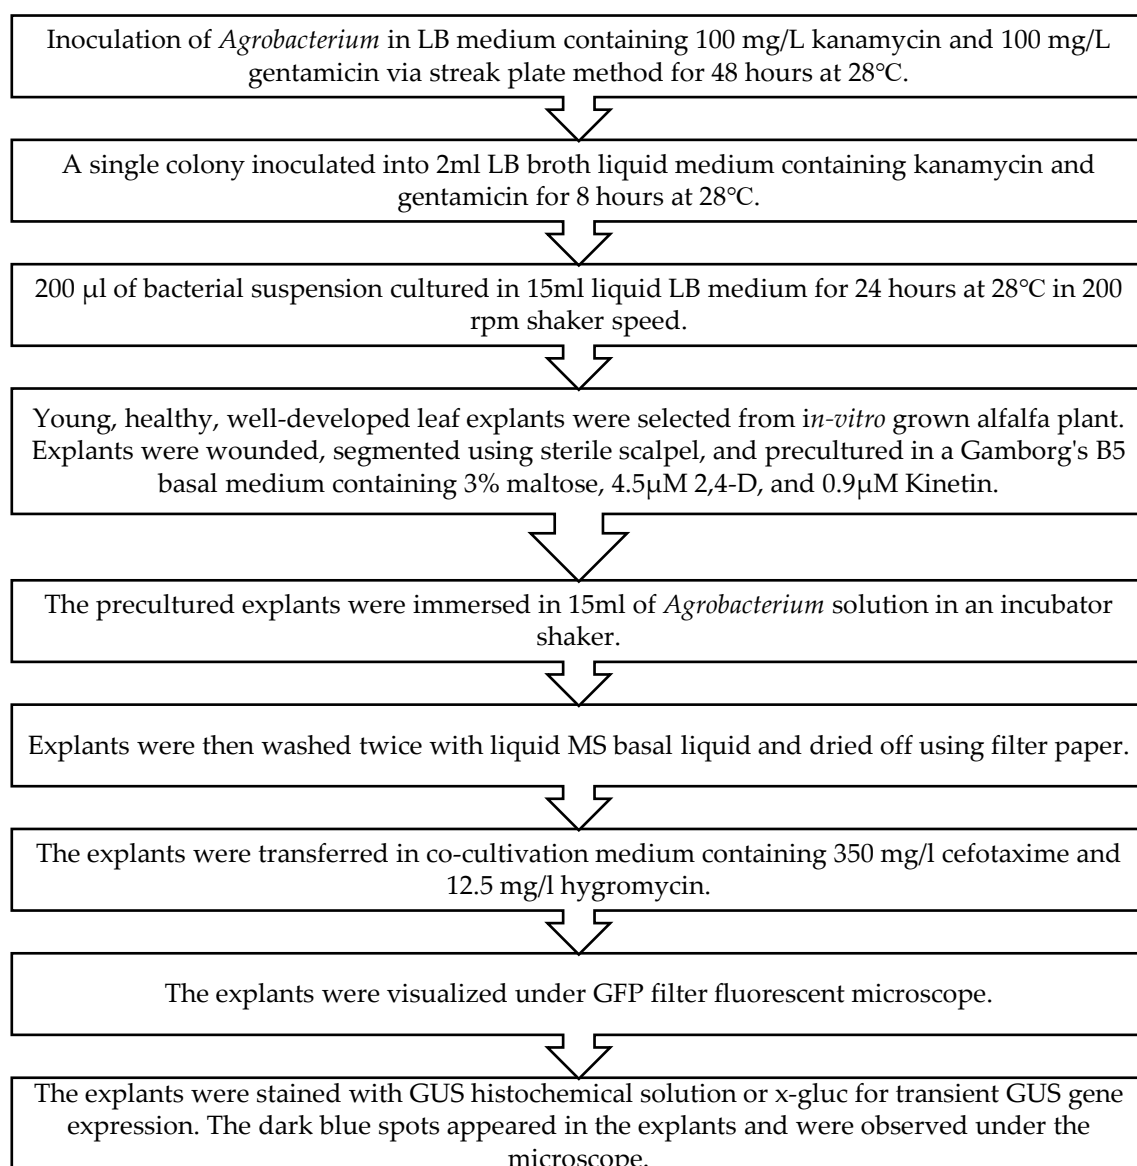 Inoculation of Agrobacterium in LB medium containing 100 mg/L kanamycin and 100 mg/L
gentamicin via streak plate method for 48 hours at 28°C.
A single colony inoculated into 2ml LB broth liquid medium containing kanamycin and
gentamicin for 8 hours at 28°C.
200 µl of bacterial suspension cultured in 15ml liquid LB medium for 24 hours at 28°C in 200
rpm shaker speed.
Young, healthy, well-developed leaf explants were selected from in-vitro grown alfalfa plant.
Explants were wounded, segmented using sterile scalpel, and precultured in a Gamborg's B5
basal medium containing 3% maltose, 4.5µM 2,4-D, and 0.9µM Kinetin.
The precultured explants were immersed in 15ml of Agrobacterium solution in an incubator
shaker.
Explants were then washed twice with liquid MS basal liquid and dried off using filter paper.
The explants were transferred in co-cultivation medium containing 350 mg/l cefotaxime and
12.5 mg/l hygromycin.
The explants were visualized under GFP filter fluorescent microscope.
The explants were stained with GUS histochemical solution or x-gluc for transient GUS gene
expression. The dark blue spots appeared in the explants and were observed under the
microscope.